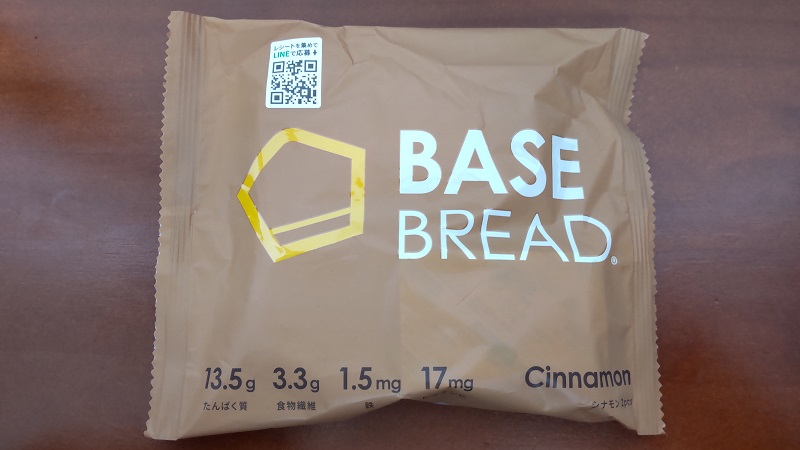 レシートを集めて
LINEで応募↓
BASE
BREAD®
13.5g 3.3g 1.5mg 17mg Cinnamon
たんぱく質 食物繊維 鉄 シナモン 2pcs